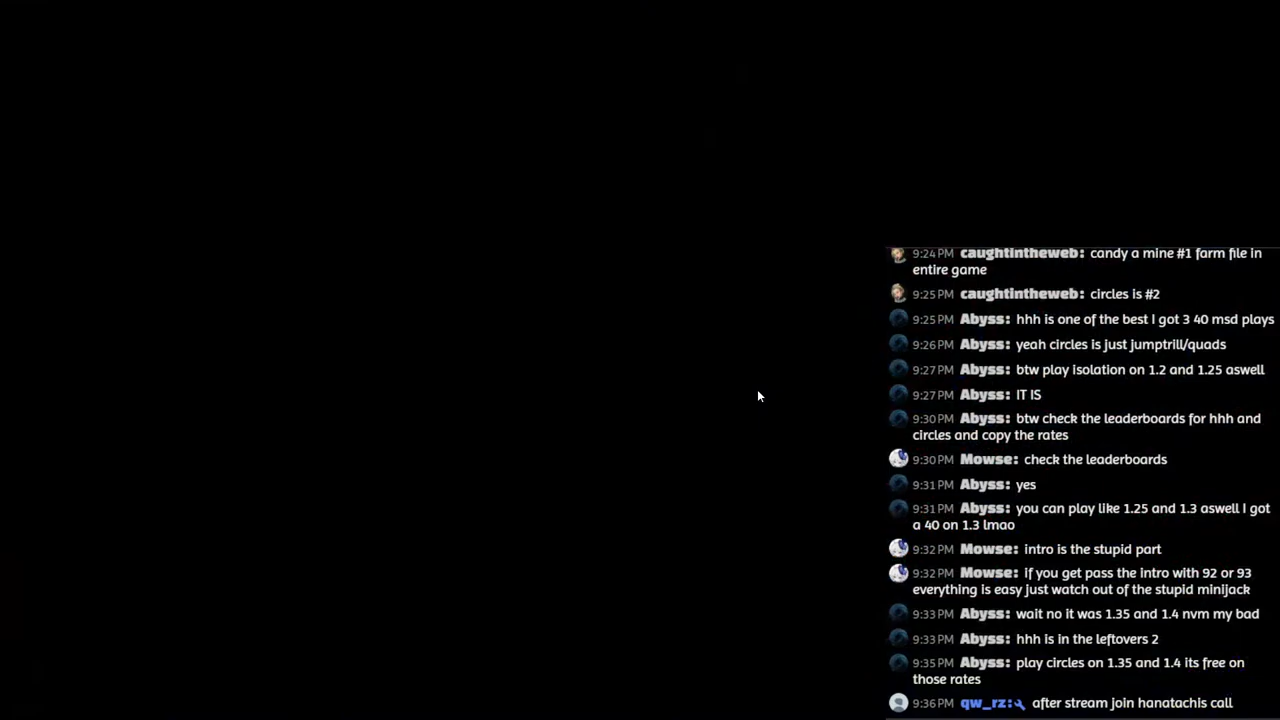 9:24 PM caughtintheweb: candy a mine #1 farm file in
entire game
9:25 PM caughtintheweb: circles is #2
9:25 PM Abyss: hhh is one of the best I got 3 40 msd plays
9:26 PM Abyss: yeah circles is just jumptrill/quads
9:27 PM Abyss: btw play isolation on 1.2 and 1.25 aswell
9:27 PM Abyss: IT IS
9:30 PM Abyss: btw check the leaderboards for hhh and
circles and copy the rates
9:30 PM Mowse: check the leaderboards
9:31 PM Abyss: yes
9:31 PM Abyss: you can play like 1.25 and 1.3 aswell I got
a 40 on 1.3 lmao
9:32 PM Mowse: intro is the stupid part
9:32 PM Mowse: if you get pass the intro with 92 or 93
everything is easy just watch out of the stupid minijack
9:33 PM Abyss: wait no it was 1.35 and 1.4 nvm my bad
9:33 PM Abyss: hhh is in the leftovers 2
9:35 PM Abyss: play circles on 1.35 and 1.4 its free on
those rates
9:36 PM qw_rz: after stream join hanatachis call